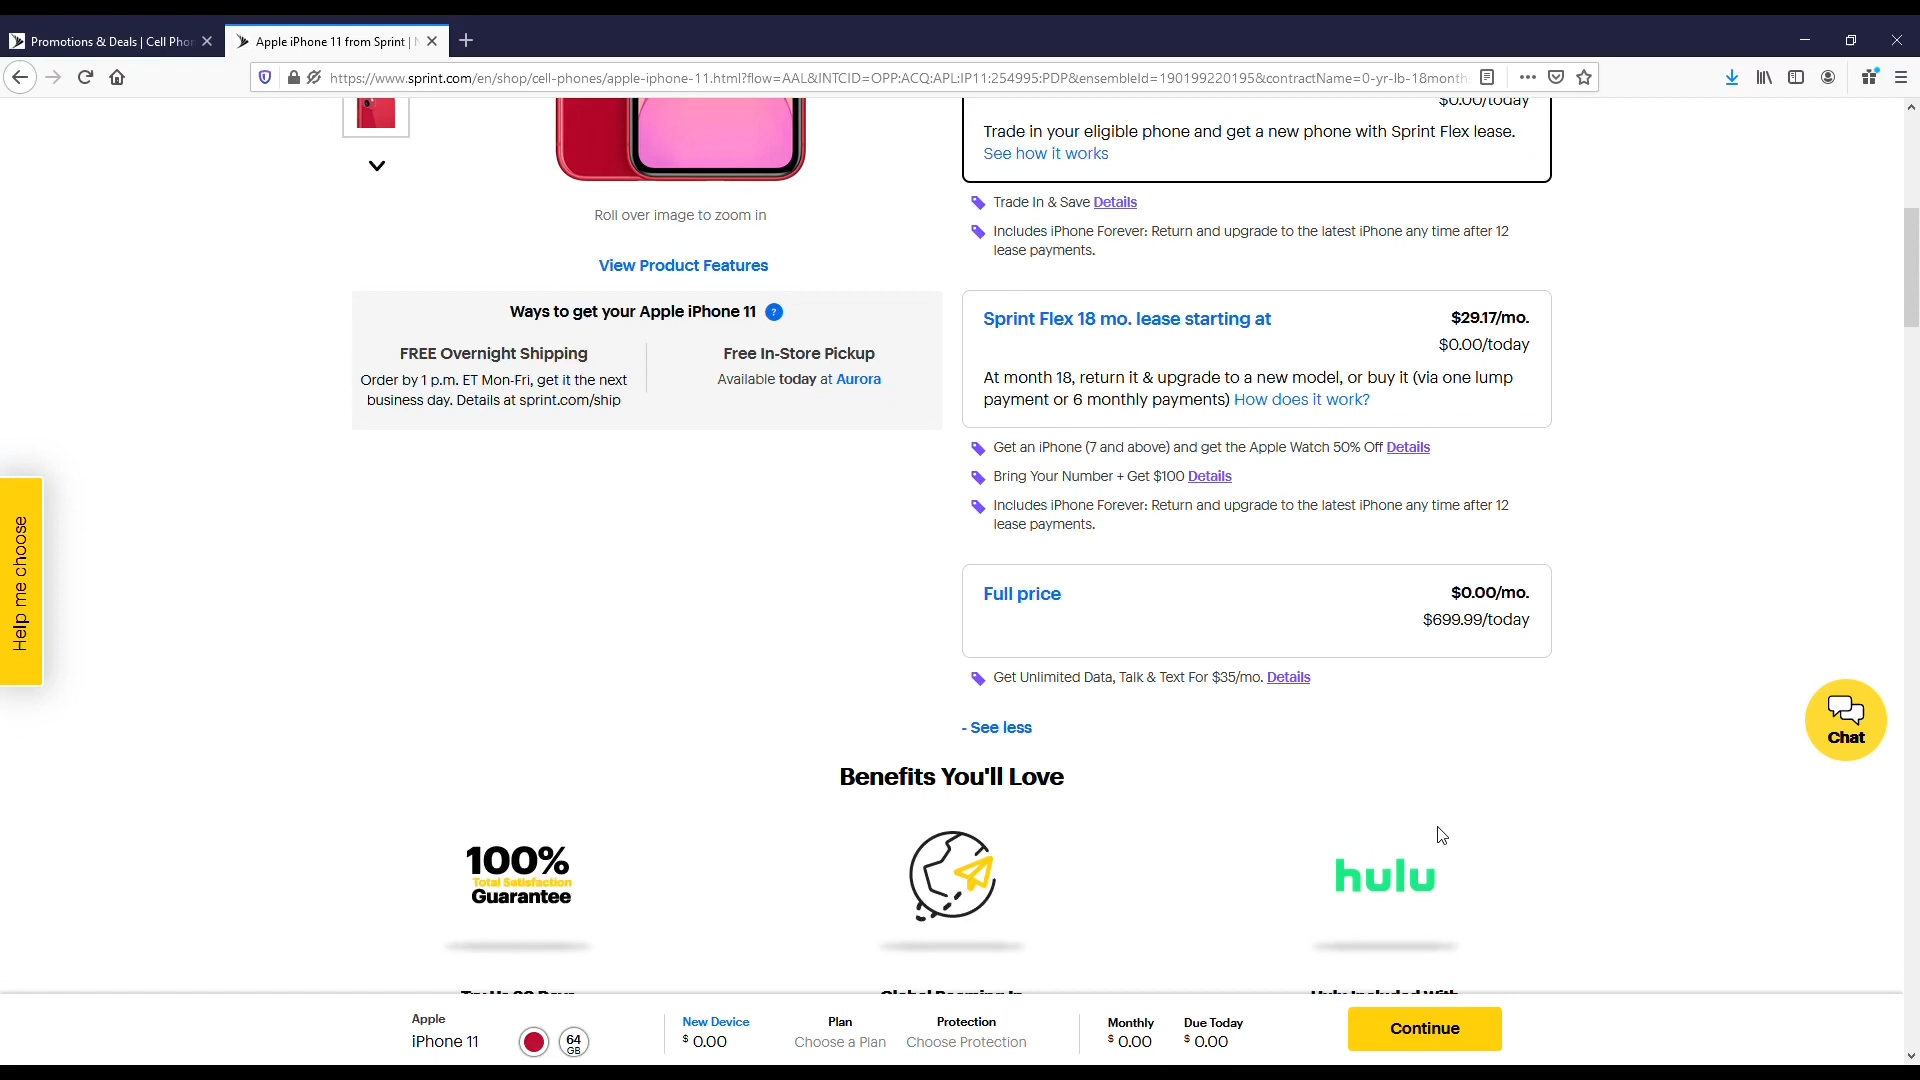 Promotions & Deals | Cell Phon
Apple iPhone 11 from Sprint | N
https://www.sprint.com/en/shop/cell-phones/apple-iphone-11.html?flow=AAL&INTCID=OPP:ACQ:APL:IP11:254995:PDP&ensembleId=190199220195&contractName=0-yr-lb-18month
$0.00/today
Trade in your eligible phone and get a new phone with Sprint Flex lease.
See how it works
Trade In & Save Details
Includes iPhone Forever: Return and upgrade to the latest iPhone any time after 12
lease payments.
Roll over image to zoom in
View Product Features
Ways to get your Apple iPhone 11 ?
FREE Overnight Shipping
Order by 1 p.m. ET Mon-Fri, get it the next
business day. Details at sprint.com/ship
Free In-Store Pickup
Available today at Aurora
Sprint Flex 18 mo. lease starting at
$29.17/mo.
$0.00/today
At month 18, return it & upgrade to a new model, or buy it (via one lump
payment or 6 monthly payments) How does it work?
Get an iPhone (7 and above) and get the Apple Watch 50% Off Details
Bring Your Number + Get $100 Details
Includes iPhone Forever: Return and upgrade to the latest iPhone any time after 12
lease payments.
Full price
$0.00/mo.
$699.99/today
Get Unlimited Data, Talk & Text For $35/mo. Details
- See less
Help me choose
Chat
Benefits You'll Love
100%
Total Satisfaction
Guarantee
hulu
Try Us 30 Days
Global Roaming In
Hulu Included With
Apple
iPhone 11
64
GB
New Device
$ 0.00
Plan
Choose a Plan
Protection
Choose Protection
Monthly
$ 0.00
Due Today
$ 0.00
Continue